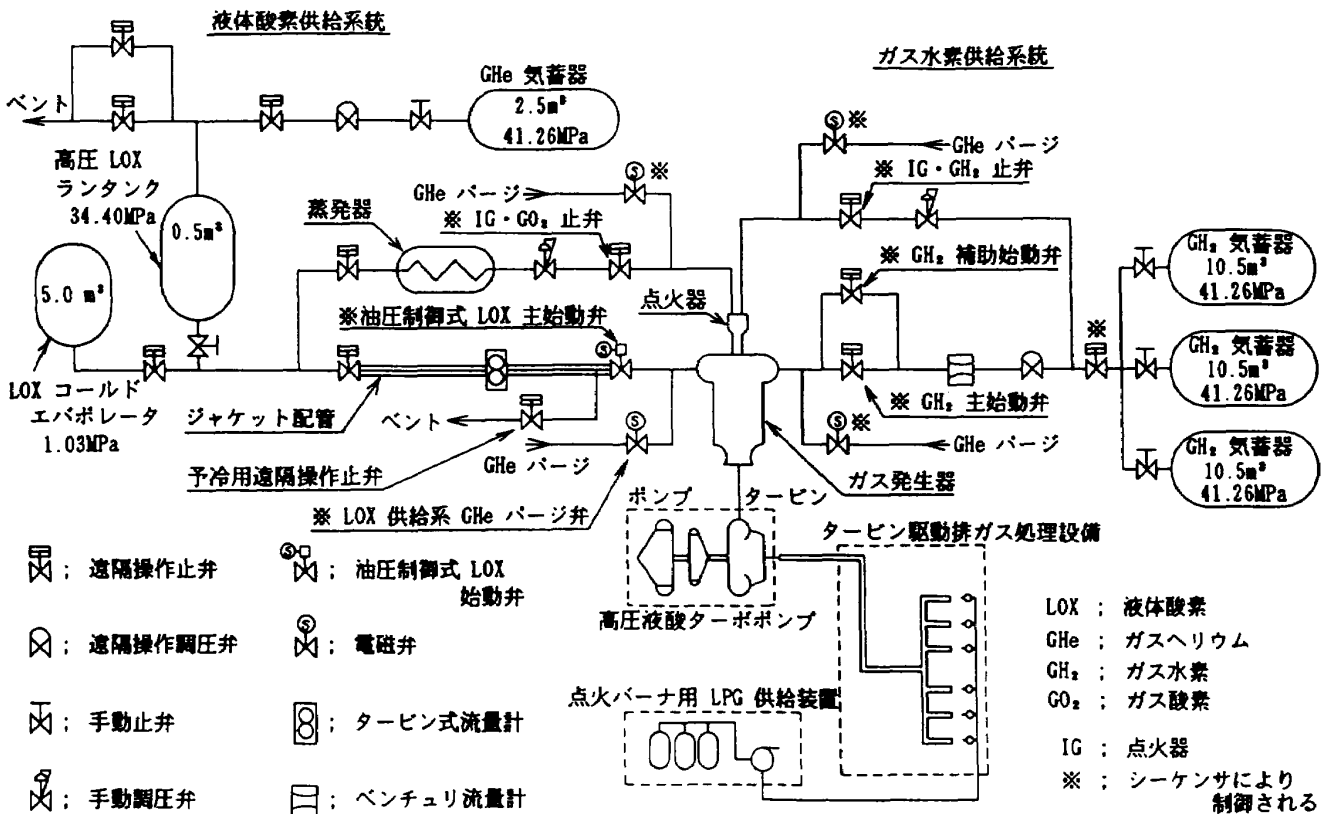 液体酸素供給系統
ガス水素供給系統
ベント
GHe 気蓄器
2.5m³
41.26MPa
高圧 LOX
ランタンク
34.40MPa
0.5m³
5.0 m³
LOX コールド
エバポレータ
1.03MPa
蒸発器
GHe パージ
Ⓢ※
※ IG・GO₂ 止弁
※油圧制御式 LOX 主始動弁
Ⓢ
ジャケット配管
ベント
GHe パージ
Ⓢ
予冷用遠隔操作止弁
※ LOX 供給系 GHe パージ弁
点火器
Ⓢ※
GHe パージ
※ IG・GH₂ 止弁
※ GH₂ 補助始動弁
※
※ GH₂ 主始動弁
Ⓢ※
GHe パージ
ガス発生器
GH₂ 気蓄器
10.5m³
41.26MPa
GH₂ 気蓄器
10.5m³
41.26MPa
GH₂ 気蓄器
10.5m³
41.26MPa
ポンプ
タービン
高圧液酸ターボポンプ
タービン駆動排ガス処理設備
点火バーナ用 LPG 供給装置
; 遠隔操作止弁
; 遠隔操作調圧弁
; 手動止弁
; 手動調圧弁
Ⓢ ; 油圧制御式 LOX
始動弁
Ⓢ ; 電磁弁
; タービン式流量計
; ベンチュリ流量計
LOX ; 液体酸素
GHe ; ガスヘリウム
GH₂ ; ガス水素
GO₂ ; ガス酸素
IG ; 点火器
※ ; シーケンサにより
制御される